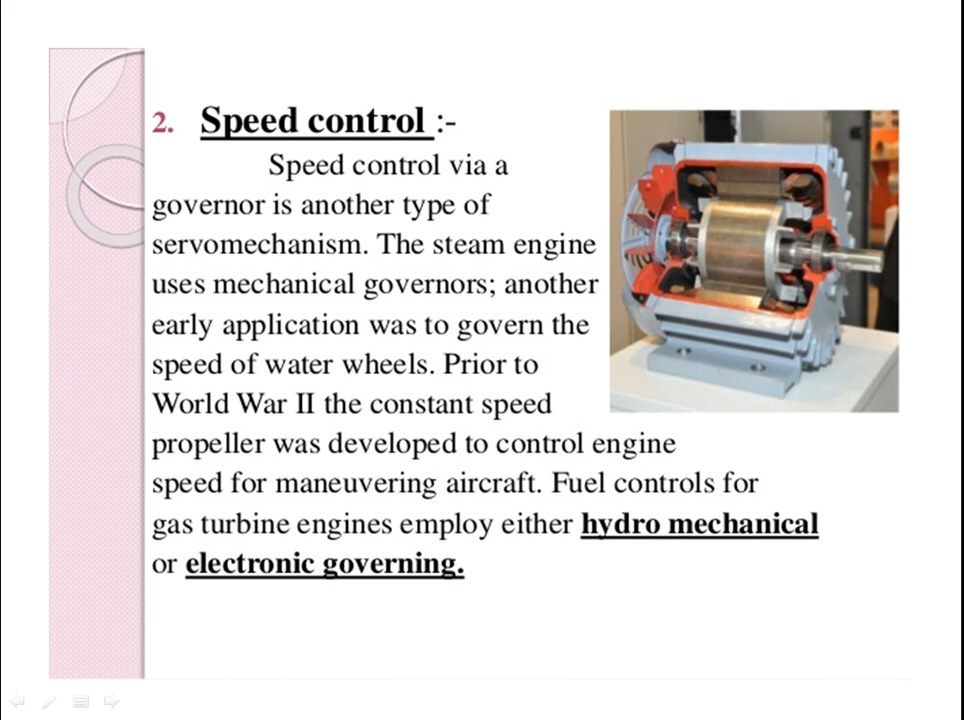 2. Speed control :-
Speed control via a
governor is another type of
servomechanism. The steam engine
uses mechanical governors; another
early application was to govern the
speed of water wheels. Prior to
World War II the constant speed
propeller was developed to control engine
speed for maneuvering aircraft. Fuel controls for
gas turbine engines employ either hydro mechanical
or electronic governing.